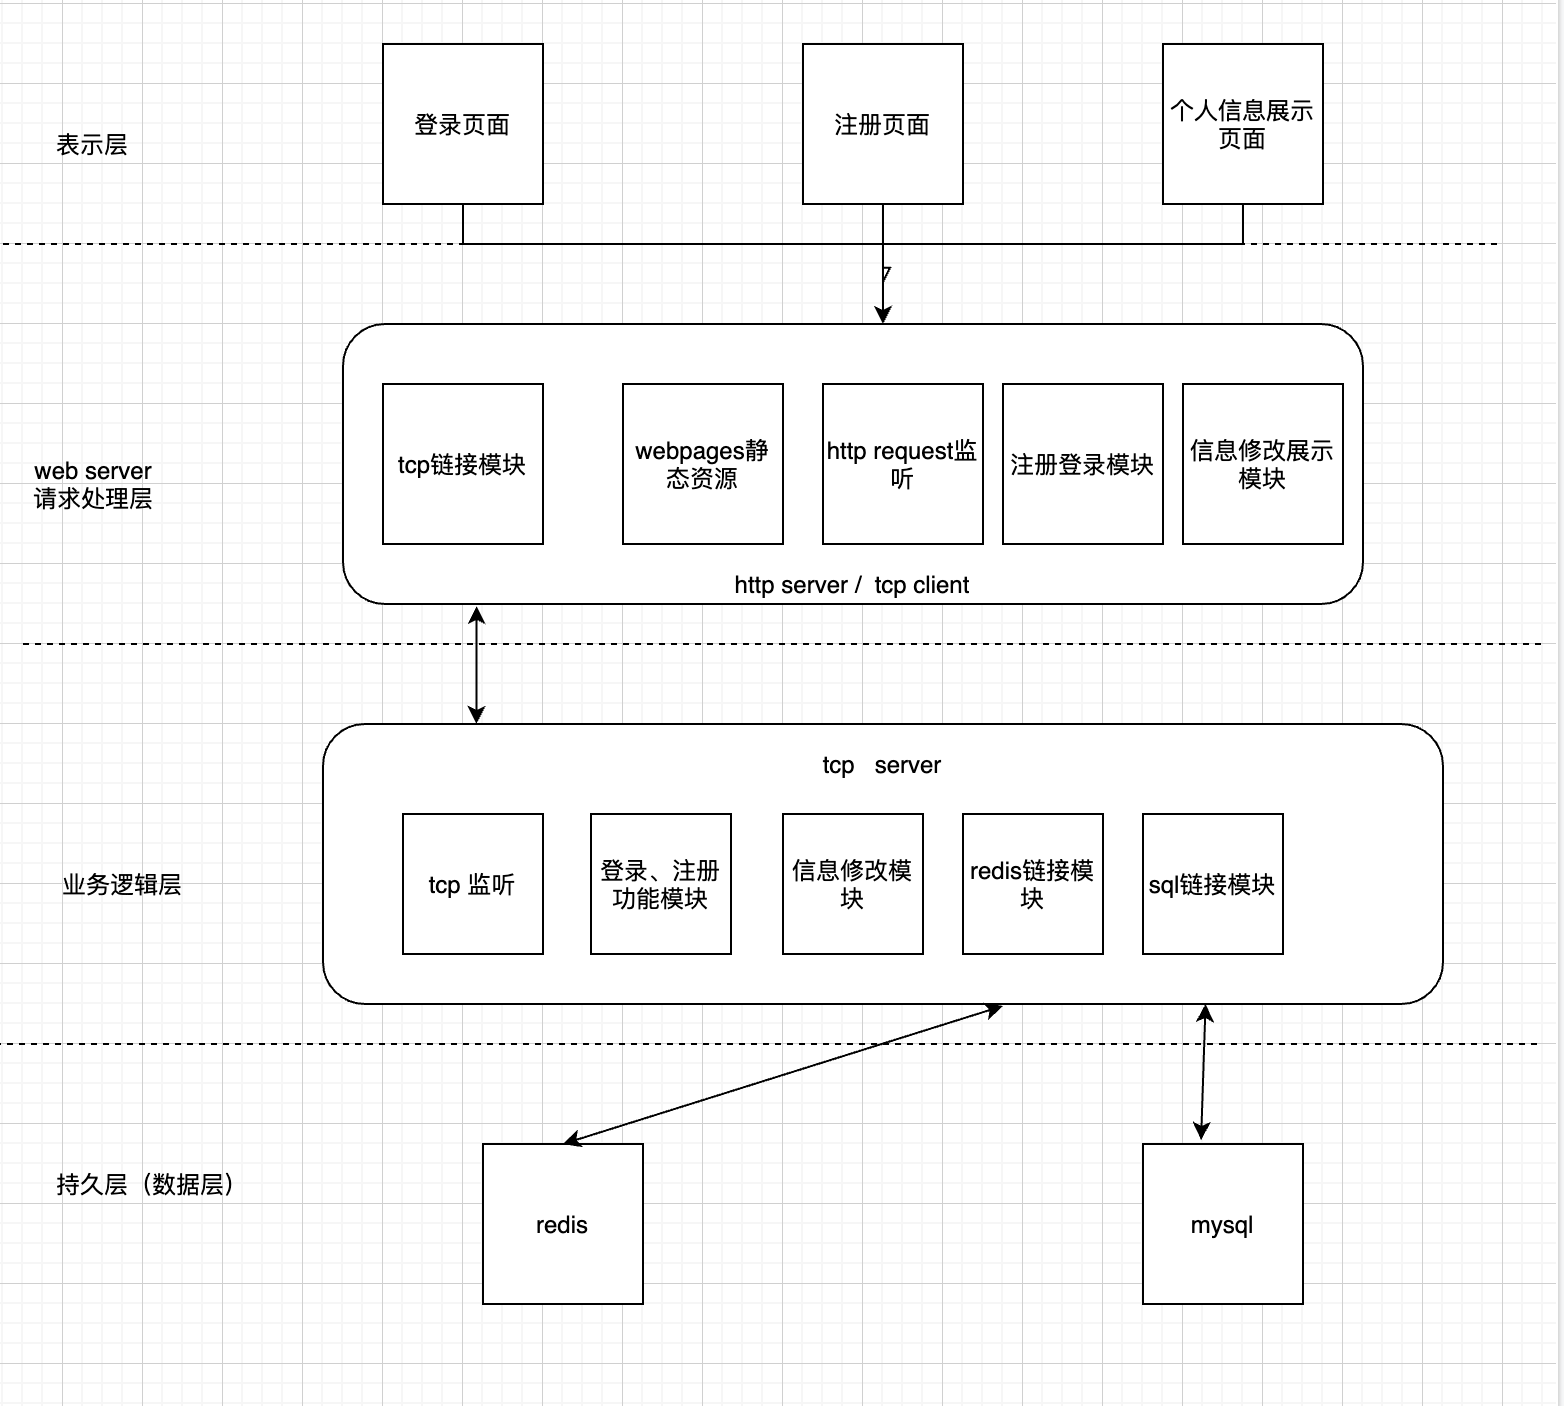 登录页面
注册页面
个人信息展示
页面
表示层
web server
请求处理层
tcp链接模块
webpages静
态资源
http request监
听
注册登录模块
信息修改展示
模块
http server / tcp client
tcp server
业务逻辑层
tcp 监听
登录、注册
功能模块
信息修改模
块
redis链接模
块
sql链接模块
持久层（数据层）
redis
mysql